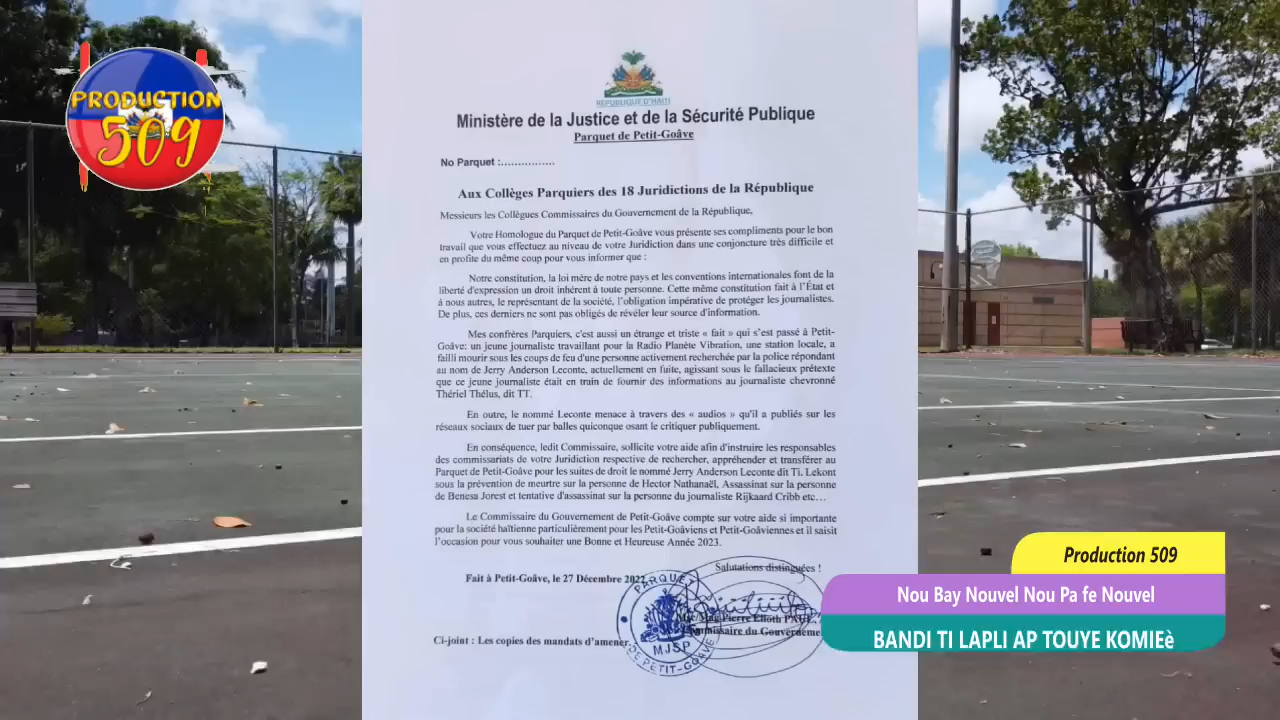 PRODUCTION
509
RÉPUBLIQUE D'HAÏTI
Ministère de la Justice et de la Sécurité Publique
Parquet de Petit-Goâve
No Parquet :................
Aux Collèges Parquiers des 18 Juridictions de la République
Messieurs les Collègues Commissaires du Gouvernement de la République,
Votre Homologue du Parquet de Petit-Goâve vous présente ses compliments pour le bon
travail que vous effectuez au niveau de votre Juridiction dans une conjoncture très difficile et
en profite du même coup pour vous informer que :
Notre constitution, la loi mère de notre pays et les conventions internationales font de la
liberté d'expression un droit inhérent à toute personne. Cette même constitution fait à l'État et
à nous autres, le représentant de la société, l'obligation impérative de protéger les journalistes.
De plus, ces derniers ne sont pas obligés de révéler leur source d'information.
Mes confrères Parquiers, c'est aussi un étrange et triste « fait » qui s'est passé à Petit-
Goâve: un jeune journaliste travaillant pour la Radio Planète Vibration, une station locale, a
failli mourir sous les coups de feu d'une personne activement recherchée par la police répondant
au nom de Jerry Anderson Leconte, actuellement en fuite, agissant sous le fallacieux prétexte
que ce jeune journaliste était en train de fournir des informations au journaliste chevronné
Thériel Thélus, dit TT.
En outre, le nommé Leconte menace à travers des « audios » qu'il a publiés sur les
réseaux sociaux de tuer par balles quiconque osant le critiquer publiquement.
En conséquence, ledit Commissaire, sollicite votre aide afin d'instruire les responsables
des commissariats de votre Juridiction respective de rechercher, appréhender et transférer au
Parquet de Petit-Goâve pour les suites de droit le nommé Jerry Anderson Leconte dit Ti. Lekont
sous la prévention de meurtre sur la personne de Hector Nathanaël, Assassinat sur la personne
de Benesa Jorest et tentative d'assassinat sur la personne du journaliste Rijkaard Cribb etc…
Le Commissaire du Gouvernement de Petit-Goâve compte sur votre aide si importante
pour la société haïtienne particulièrement pour les Petit-Goâviens et Petit-Goâviennes et il saisit
l'occasion pour vous souhaiter une Bonne et Heureuse Année 2023.
Salutations distinguées !
Fait à Petit-Goâve, le 27 Décembre 2022
PARQUET
Pierre Elioth PAUL,
Commissaire du Gouverneme
Ci-joint : Les copies des mandats d'amener.
MJSP
DE PETIT-GOÂVE
Production 509
Nou Bay Nouvel Nou Pa fe Nouvel
BANDI TI LAPLI AP TOUYE KOMIEè